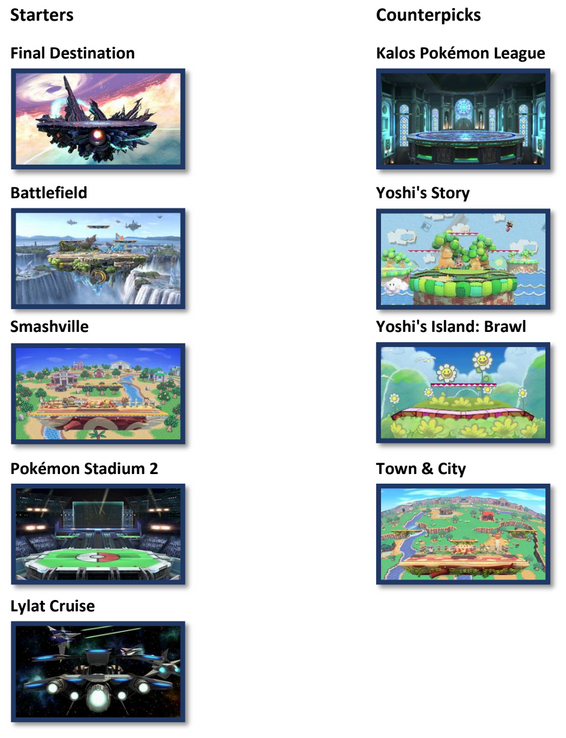 Starters
Counterpicks
Final Destination
Kalos Pokémon League
Battlefield
Yoshi's Story
Smashville
Yoshi's Island: Brawl
Pokémon Stadium 2
Town & City
Lylat Cruise